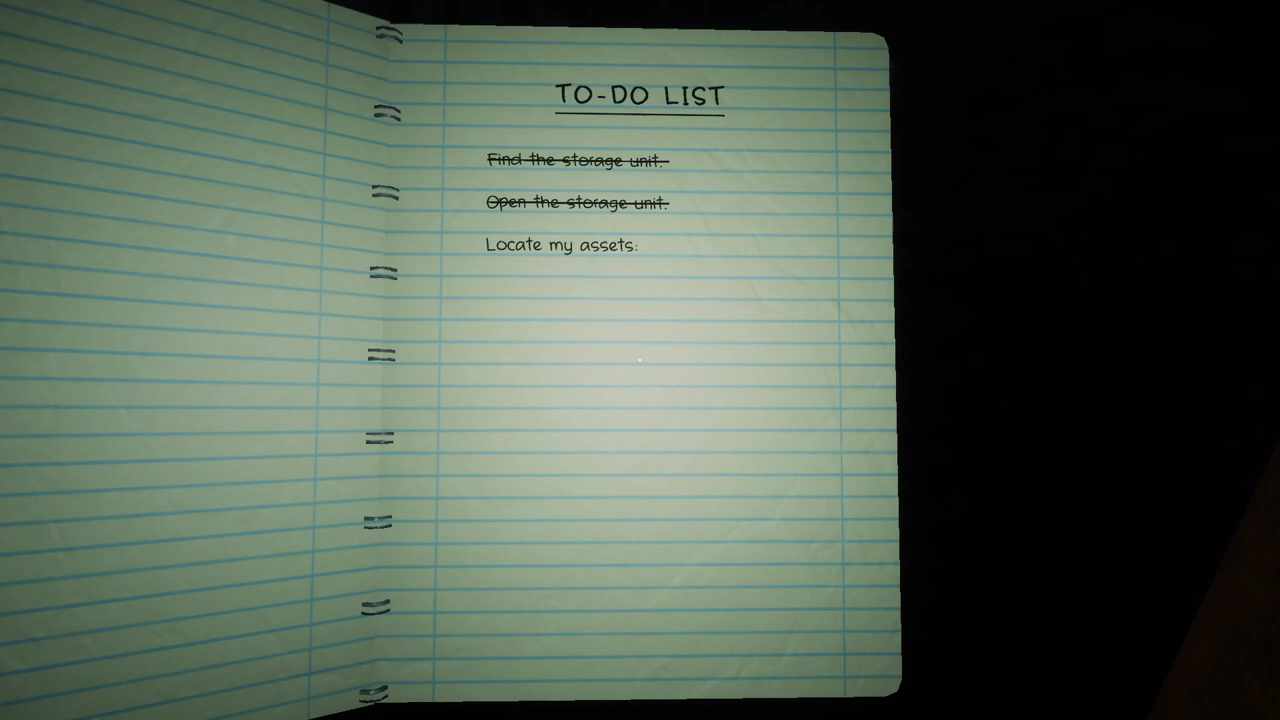 TO-DO LIST
Find the storage unit.
Open the storage unit.
Locate my assets: